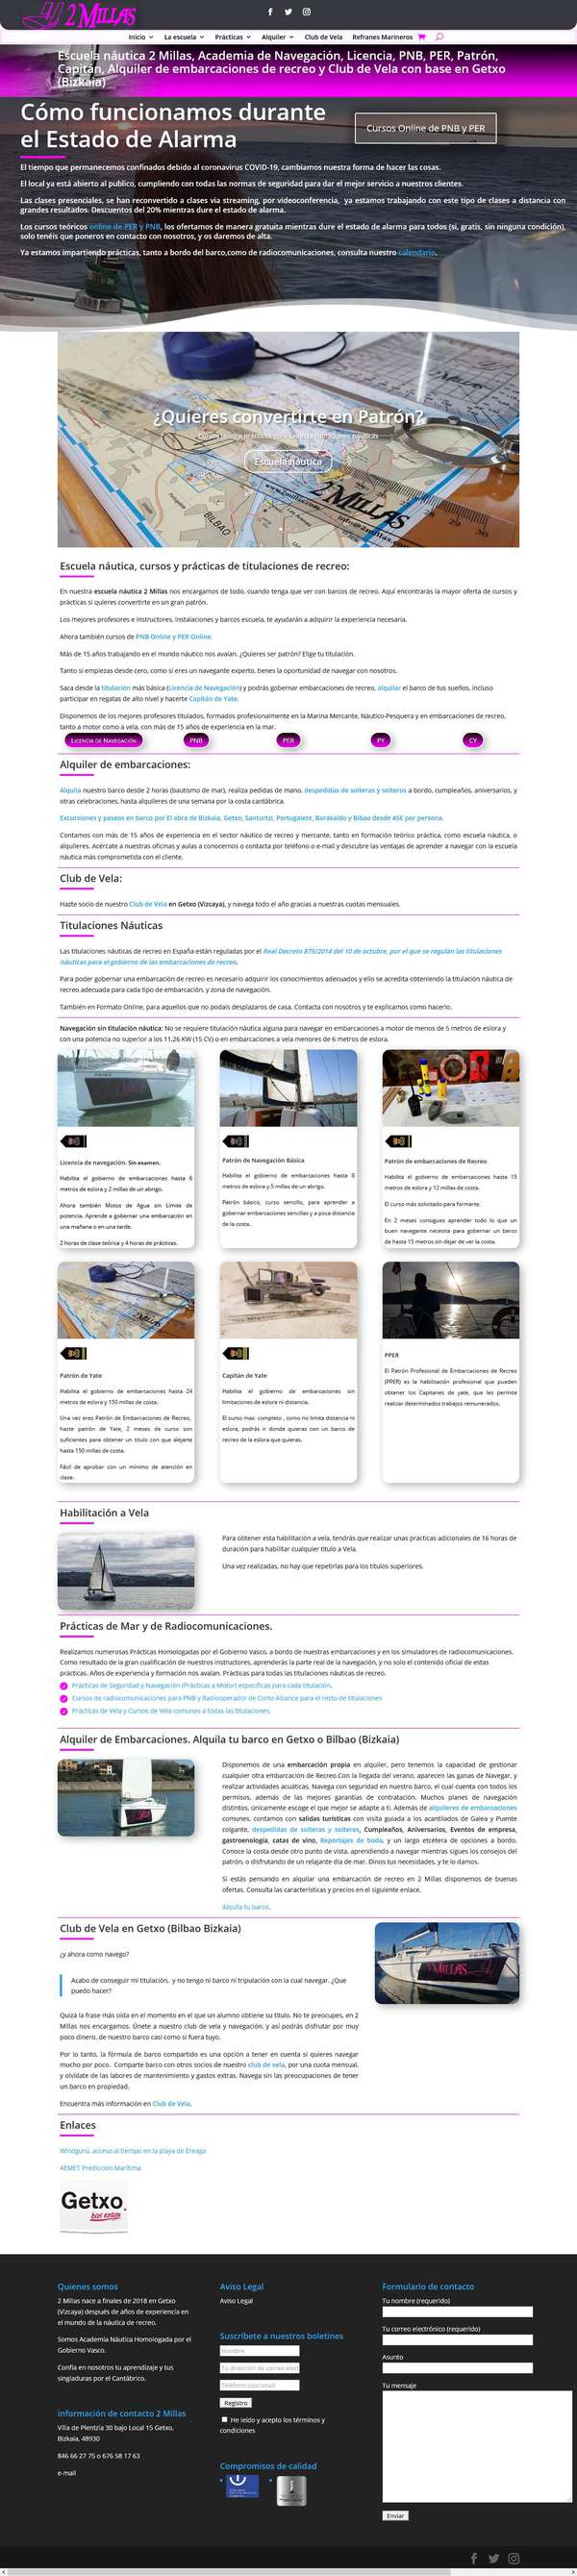 2 Millas
Inicio
La escuela
Prácticas
Alquiler
Club de Vela
Refranes Marineros
Escuela náutica 2 Millas, Academia de Navegación, Licencia, PNB, PER, Patrón,
Capitán, Alquiler de embarcaciones de recreo y Club de Vela con base en Getxo
(Bizkaia)
Cómo funcionamos durante
el Estado de Alarma
Cursos Online de PNB y PER
El tiempo que permanecemos confinados debido al coronavirus COVID-19, cambiamos nuestra forma de hacer las cosas.
El local ya está abierto al publico, cumpliendo con todas las normas de seguridad para dar el mejor servicio a nuestros clientes.
Las clases presenciales, se han reconvertido a clases via streaming, por videoconferencia, ya estamos trabajando con este tipo de clases a distancia con
grandes resultados. Descuentos del 20% mientras dure el estado de alarma.
Los cursos teóricos online de PER y PNB, los ofertamos de manera gratuita mientras dure el estado de alarma para todos (si, gratis, sin ninguna condición),
solo tenéis que poneros en contacto con nosotros, y os daremos de alta.
Ya estamos impartiendo prácticas, tanto a bordo del barco,como de radiocomunicaciones, consulta nuestro calendario.
¿Quieres convertirte en Patrón?
Escuela náutica
2 MILLAS
BILBAO
Escuela náutica, cursos y prácticas de titulaciones de recreo:
En nuestra escuela náutica 2 Millas nos encargamos de todo, cuando tenga que ver con barcos de recreo. Aquí encontrarás la mayor oferta de cursos y
prácticas si quieres convertirte en un gran patrón.
Los mejores profesores e instructores, instalaciones y barcos escuela, te ayudarán a adquirir la experiencia necesaria.
Ahora también cursos de PNB Online y PER Online.
Más de 15 años trabajando en el mundo náutico nos avalan. ¿Quieres ser patrón? Elige tu titulación.
Tanto si empiezas desde cero, como si eres un navegante experto, tienes la oportunidad de navegar con nosotros.
Saca desde la titulación más básica (Licencia de Navegación) y podrás gobernar embarcaciones de recreo, alquilar el barco de tus sueños, incluso
participar en regatas de alto nivel y hacerte Capitán de Yate.
Disponemos de los mejores profesores titulados, formados profesionalmente en la Marina Mercante, Náutico-Pesquera y en embarcaciones de recreo,
tanto a motor como a vela, con más de 15 años de experiencia en la mar.
Licencia de Navegación
PNB
PER
PY
CY
Alquiler de embarcaciones:
Alquila nuestro barco desde 2 horas (bautismo de mar), realiza pedidas de mano, despedidas de solteras y solteros a bordo, cumpleaños, aniversarios, y
otras celebraciones, hasta alquileres de una semana por la costa cantábrica.
Excursiones y paseos en barco por El abra de Bizkaia, Getxo, Santurtzi, Portugalete, Barakaldo y Bibao desde 45€ por persona.
Contamos con más de 15 años de experiencia en el sector náutico de recreo y mercante, tanto en formación teórico práctica, como escuela náutica, o
alquileres. Acércate a nuestras oficinas y aulas a conocernos o contacta por teléfono o e-mail y descubre las ventajas de aprender a navegar con la escuela
náutica más comprometida con el cliente.
Club de Vela:
Hazte socio de nuestro Club de Vela en Getxo (Vizcaya), y navega todo el año gracias a nuestras cuotas mensuales.
Titulaciones Náuticas
Las titulaciones náuticas de recreo en España están reguladas por el Real Decreto 875/2014 del 10 de octubre, por el que se regulan las titulaciones
náuticas para el gobierno de las embarcaciones de recreo.
Para poder gobernar una embarcación de recreo es necesario adquirir los conocimientos adecuados y ello se acredita obteniendo la titulación náutica de
recreo adecuada para cada tipo de embarcación, y zona de navegación.
También en Formato Online, para aquellos que no podais desplazaros de casa. Contacta con nosotros y te explicamos como hacerlo.
Navegación sin titulación náutica: No se requiere titulación náutica alguna para navegar en embarcaciones a motor de menos de 5 metros de eslora y
con una potencia no superior a los 11,26 KW (15 CV) o en embarcaciones a vela menores de 6 metros de eslora.
Licencia de navegación. Sin examen.
Habilita el gobierno de embarcaciones hasta 6
metros de eslora y 2 millas de un abrigo.
Ahora también Motos de Agua sin Límite de
potencia. Aprende a gobernar una embarcación en
una mañana o en una tarde.
2 horas de clase teórica y 4 horas de prácticas.
Patrón de Navegación Básica
Habilita el gobierno de embarcaciones hasta 8
metros de eslora y 5 millas de un abrigo.
Patrón básico, curso sencillo, para aprender a
gobernar embarcaciones sencillas y a poca distancia
de la costa.
Patrón de embarcaciones de Recreo
Habilita el gobierno de embarcaciones hasta 15
metros de eslora y 12 millas de costa.
El curso más solicitado para formarte.
En 2 meses consigues aprender todo lo que un
buen navegante necesita para gobernar un barco
de hasta 15 metros sin dejar de ver la costa.
Patrón de Yate
Habilita el gobierno de embarcaciones hasta 24
metros de eslora y 150 millas de costa.
Una vez eres Patrón de Embarcaciones de Recreo,
hazte patrón de Yate, 2 meses de curso son
suficientes para obtener un titulo con que alejarte
hasta 150 millas de costa.
Fácil de aprobar con un mínimo de atención en
clase.
Capitán de Yate
Habilita el gobierno de embarcaciones sin
limitaciones de eslora ni distancia.
El curso mas completo , como no limita distancia ni
eslora, podrás ir donde quieras con un barco de
recreo de la eslora que quieras.
PPER
El Patrón Profesional de Embarcaciones de Recreo
(PPER) es la habilitación profesional que pueden
obtener los Capitanes de yate, que les permite
realizar determinados trabajos remunerados.
Habilitación a Vela
Para obtener esta habilitación a vela, tendrás que realizar unas prácticas adicionales de 16 horas de
duración para habilitar cualquier titulo a Vela.
Una vez realizadas, no hay que repetirlas para los titulos superiores.
Prácticas de Mar y de Radiocomunicaciones.
Realizamos numerosas Prácticas Homologadas por el Gobierno Vasco, a bordo de nuestras embarcaciones y en los simuladores de radiocomunicaciones.
Como resultado de la gran cualificación de nuestros instructores, aprenderás la parte real de la navegación, y no solo el contenido oficial de estas
prácticas. Años de experiencia y formación nos avalan. Prácticas para todas las titulaciones náuticas de recreo.
Prácticas de Seguridad y Navegación (Prácticas a Motor) específicas para cada titulación.
Cursos de radiocomunicaciones para PNB y Radiooperador de Corto Alcance para el resto de titulaciones
Prácticas de Vela y Cursos de Vela comunes a todas las titulaciones.
Alquiler de Embarcaciones. Alquila tu barco en Getxo o Bilbao (Bizkaia)
Disponemos de una embarcación propia en alquiler, pero tenemos la capacidad de gestionar
cualquier otra embarcación de Recreo.Con la llegada del verano, aparecen las ganas de Navegar, y
realizar actividades acuáticas. Navega con seguridad en nuestro barco, el cual cuenta con todos los
permisos, además de las mejores garantías de contratación. Muchos planes de navegación
distintos, únicamente escoge el que mejor se adapte a ti. Además de alquileres de embarcaciones
comunes, contamos con salidas turísticas con visita guiada a los acantilados de Galea y Puente
colgante, despedidas de solteras y solteros, Cumpleaños, Aniversarios, Eventos de empresa,
gastroenologia, catas de vino, Reportajes de boda, y un largo etcétera de opciones a bordo.
Conoce la costa desde otro punto de vista, aprendiendo a navegar mientras sigues los consejos del
patrón, o disfrutando de un relajante día de mar. Dinos tus necesidades, y te lo damos.
Si estás pensando en alquilar una embarcación de recreo en 2 Millas disponemos de buenas
ofertas. Consulta las características y precios en el siguiente enlace.
Alquila tu barco.
Club de Vela en Getxo (Bilbao Bizkaia)
¿y ahora como navego?
Acabo de conseguir mi titulación, y no tengo ni barco ni tripulación con la cual navegar. ¿Que
puedo hacer?
Quizá la frase más oída en el momento en el que un alumno obtiene su título. No te preocupes, en 2
Millas nos encargamos. Únete a nuestro club de vela y navegación, y así podrás disfrutar por muy
poco dinero, de nuestro barco casi como si fuera tuyo.
Por lo tanto, la fórmula de barco compartido es una opción a tener en cuenta si quieres navegar
mucho por poco. Comparte barco con otros socios de nuestro club de vela, por una cuota mensual,
y olvídate de las labores de mantenimiento y gastos extras. Navega sin las preocupaciones de tener
un barco en propiedad.
Encuentra más información en Club de Vela.
Enlaces
Windgurú, acceso al tiempo en la playa de Ereaga
AEMET Predicción Marítima
Getxo
bizi ezazu
Quienes somos
2 Millas nace a finales de 2018 en Getxo
(Vizcaya) después de años de experiencia en
el mundo de la náutica de recreo.
Somos Academia Náutica Homologada por el
Gobierno Vasco.
Confía en nosotros tu aprendizaje y tus
singladuras por el Cantábrico.
información de contacto 2 Millas
Villa de Plentzia 30 bajo Local 15 Getxo,
Bizkaia, 48930
846 66 27 75 o 676 58 17 63
e-mail
Aviso Legal
Aviso Legal
Suscribete a nuestros boletines
Nombre
Tu dirección de correo elect
(Teléfono (opcional))
Registro
He leído y acepto los términos y
condiciones
Compromisos de calidad
Formulario de contacto
Tu nombre (requerido)
Tu correo electrónico (requerido)
Asunto
Tu mensaje
Enviar